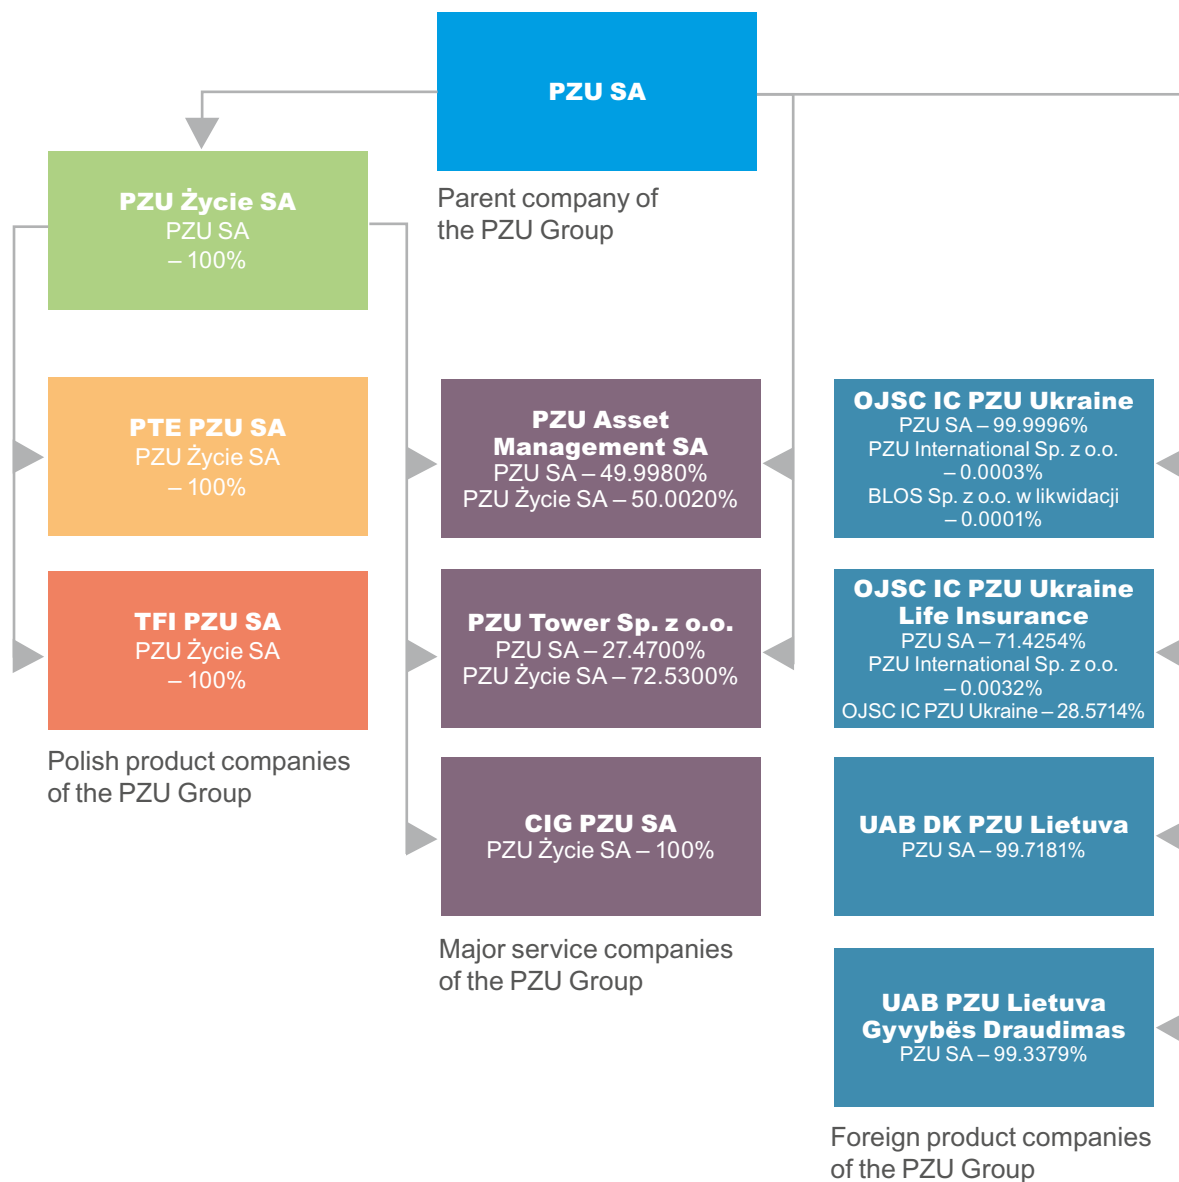 PZU SA
Parent company of
the PZU Group
PZU Życie SA
PZU SA
– 100%
PTE PZU SA
PZU Życie SA
– 100%
TFI PZU SA
PZU Życie SA
– 100%
Polish product companies
of the PZU Group
PZU Asset
Management SA
PZU SA – 49.9980%
PZU Życie SA – 50.0020%
PZU Tower Sp. z o.o.
PZU SA – 27.4700%
PZU Życie SA – 72.5300%
CIG PZU SA
PZU Życie SA – 100%
Major service companies
of the PZU Group
OJSC IC PZU Ukraine
PZU SA – 99.9996%
PZU International Sp. z o.o.
– 0.0003%
BLOS Sp. z o.o. w likwidacji
– 0.0001%
OJSC IC PZU Ukraine
Life Insurance
PZU SA – 71.4254%
PZU International Sp. z o.o.
– 0.0032%
OJSC IC PZU Ukraine – 28.5714%
UAB DK PZU Lietuva
PZU SA – 99.7181%
UAB PZU Lietuva
Gyvybës Draudimas
PZU SA – 99.3379%
Foreign product companies
of the PZU Group